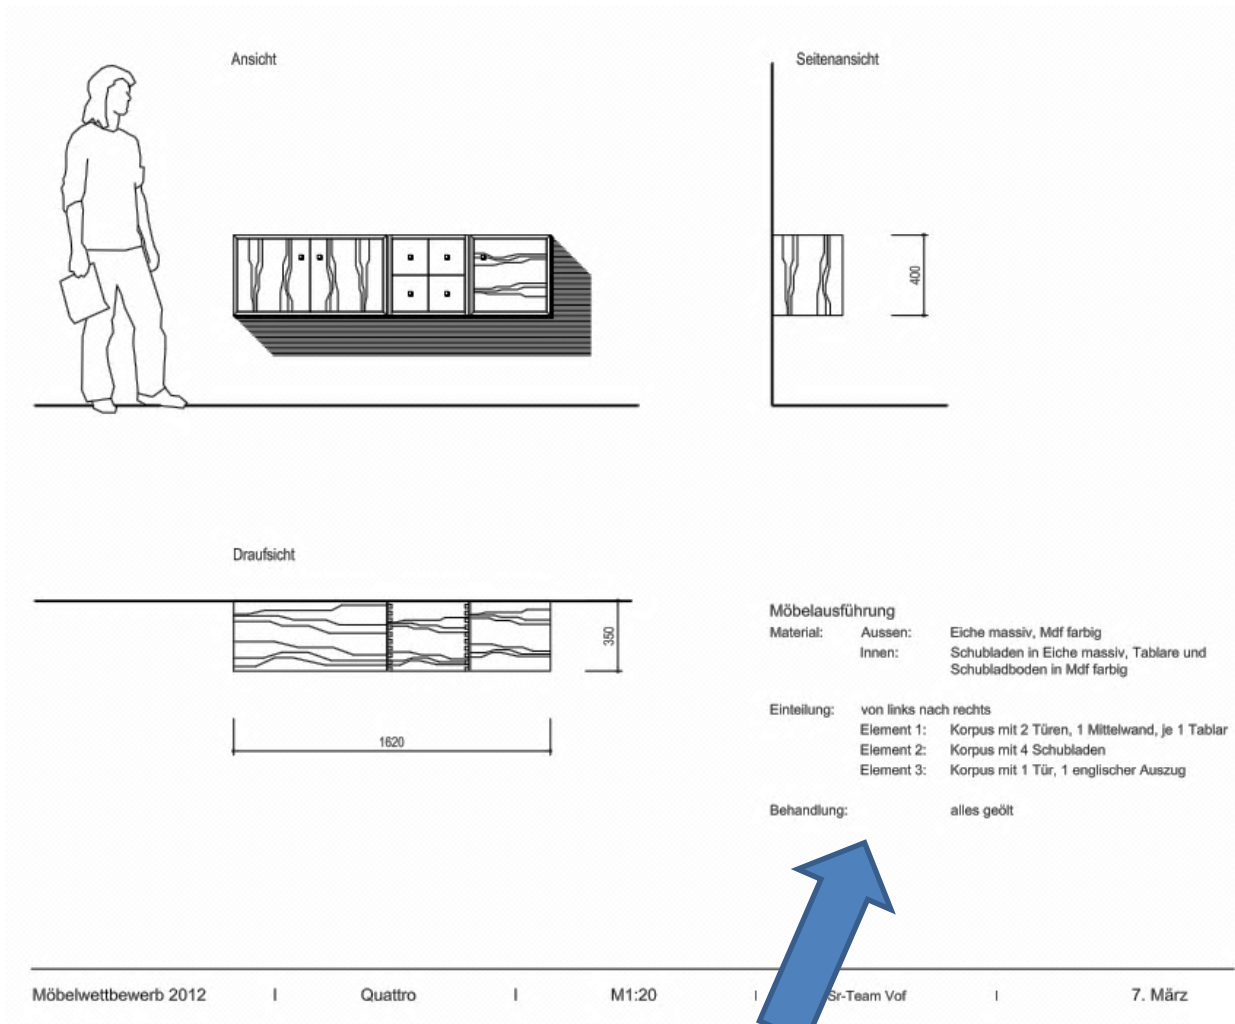 Ansicht
Seitenansicht
400
Draufsicht
350
1620
Möbelausführung
Material: Aussen: Eiche massiv, Mdf farbig
Innen: Schubladen in Eiche massiv, Tablare und
Schubladboden in Mdf farbig
Einteilung: von links nach rechts
Element 1: Korpus mit 2 Türen, 1 Mittelwand, je 1 Tablar
Element 2: Korpus mit 4 Schubladen
Element 3: Korpus mit 1 Tür, 1 englischer Auszug
Behandlung: alles geölt
Möbelwettbewerb 2012 I Quattro I M1:20 I Sr-Team Vof I 7. März